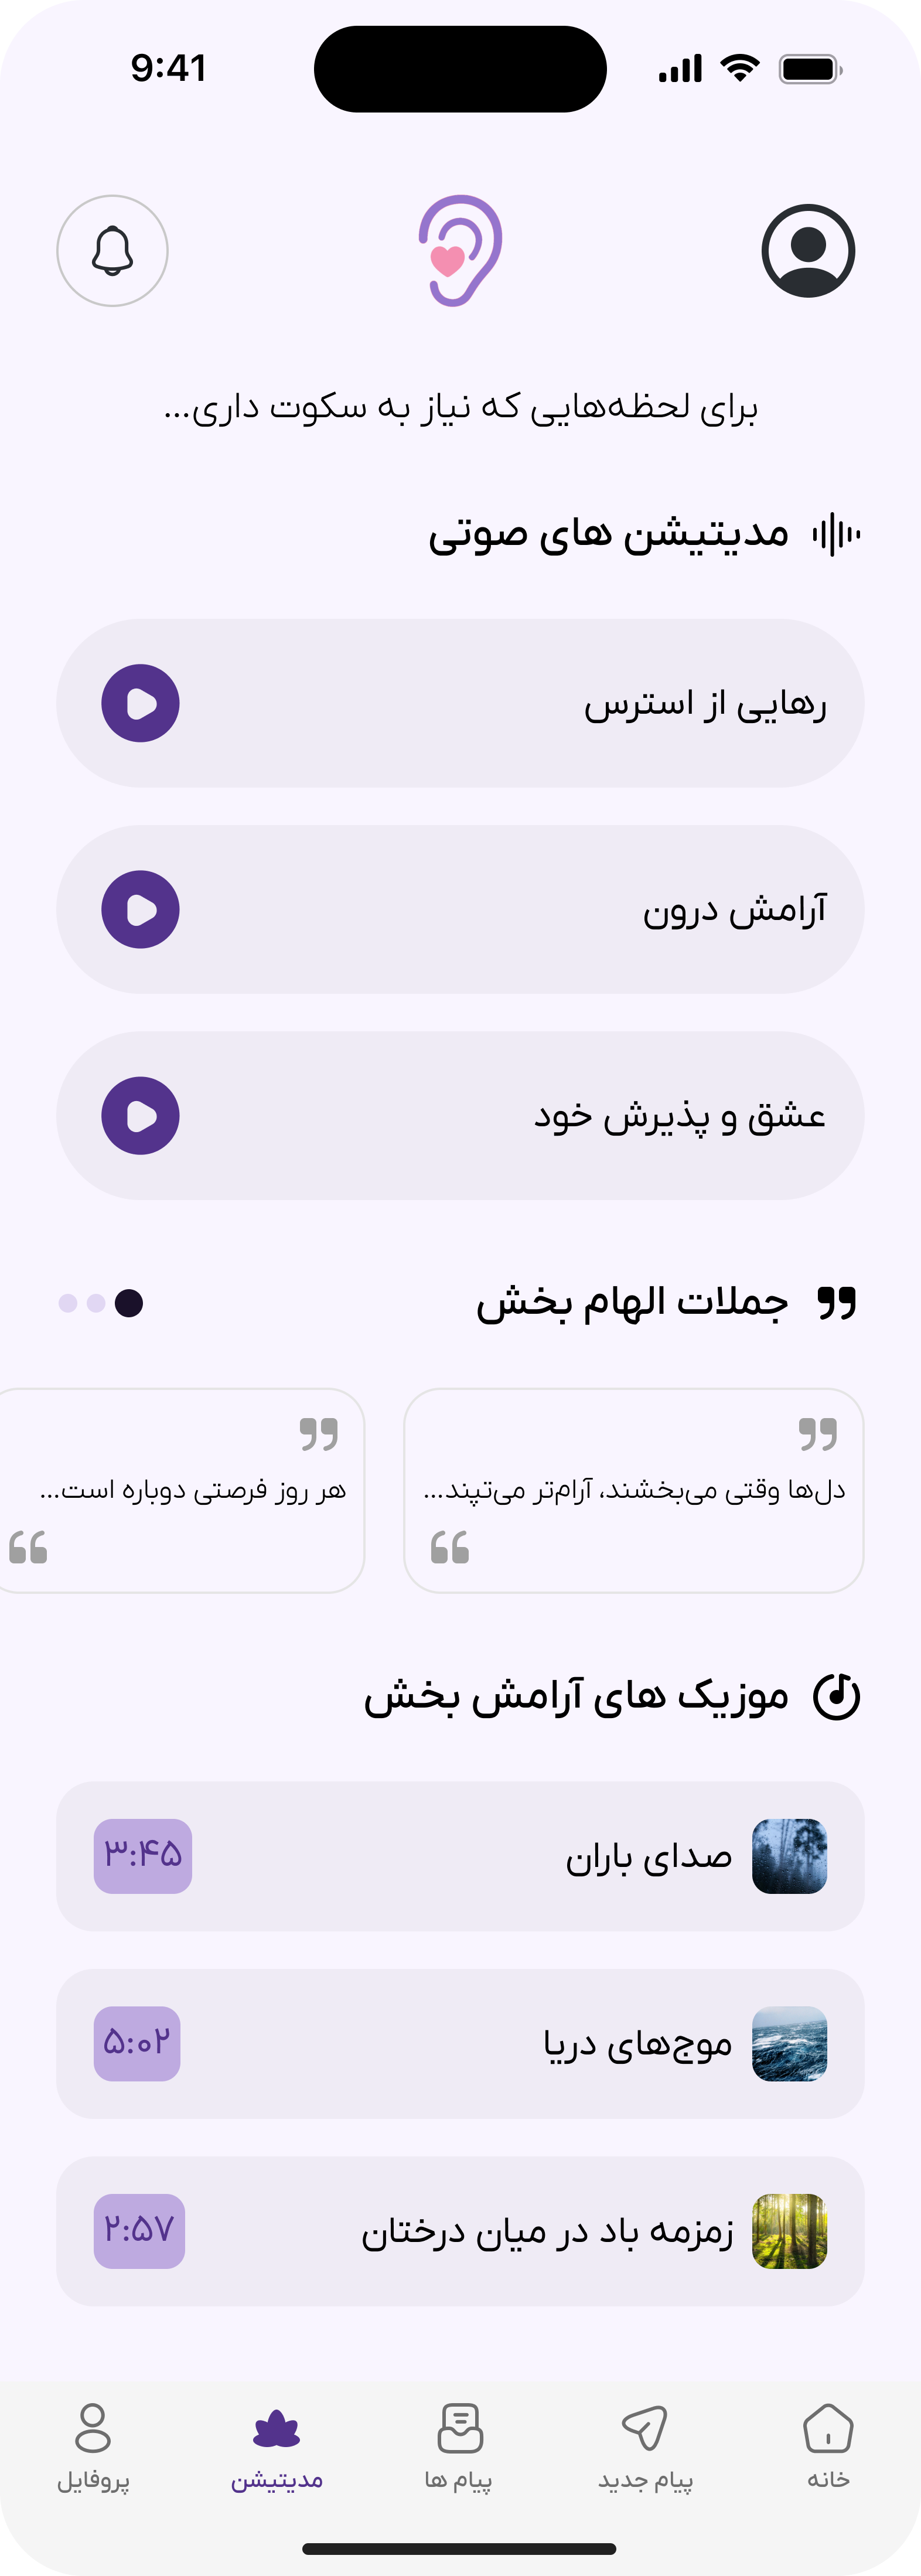 9:41
برای لحظه‌هایی که نیاز به سکوت داری...
مدیتیشن های صوتی
رهایی از استرس
آرامش درون
عشق و پذیرش خود
جملات الهام بخش
دل‌ها وقتی می‌بخشند، آرام‌تر می‌تپند...
هر روز فرصتی دوباره است...
موزیک های آرامش بخش
صدای باران
۳:۴۵
موج‌های دریا
۵:۰۲
زمزمه باد در میان درختان
۲:۵۷
خانه
پیام جدید
پیام ها
مدیتیشن
پروفایل